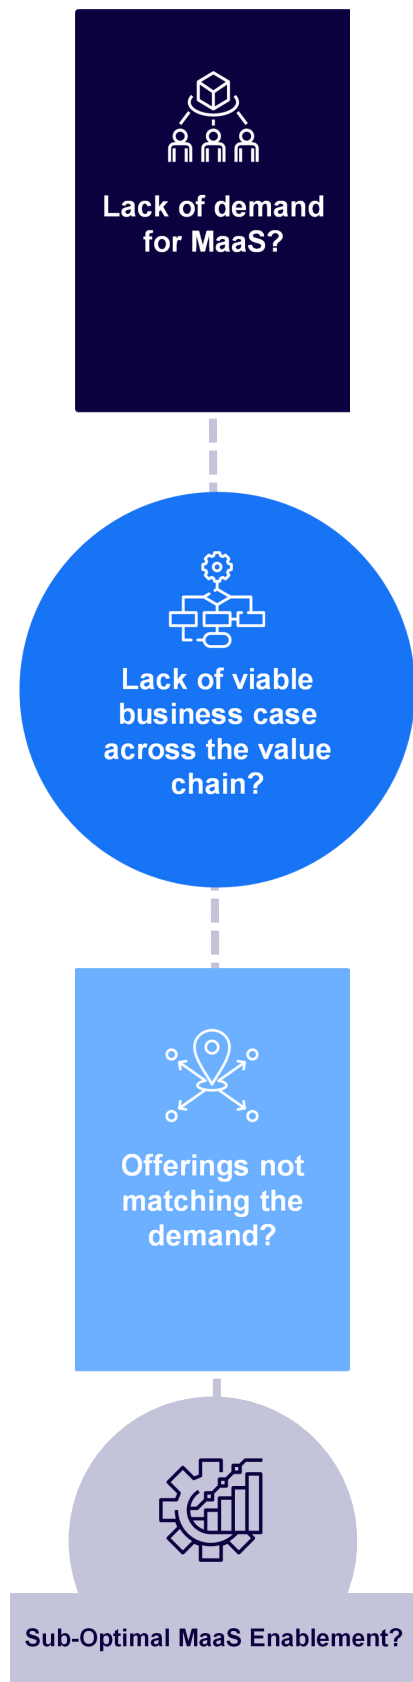 Lack of demand
for MaaS?
Lack of viable
business case
across the value
chain?
Offerings not
matching the
demand?
Sub-Optimal MaaS Enablement?